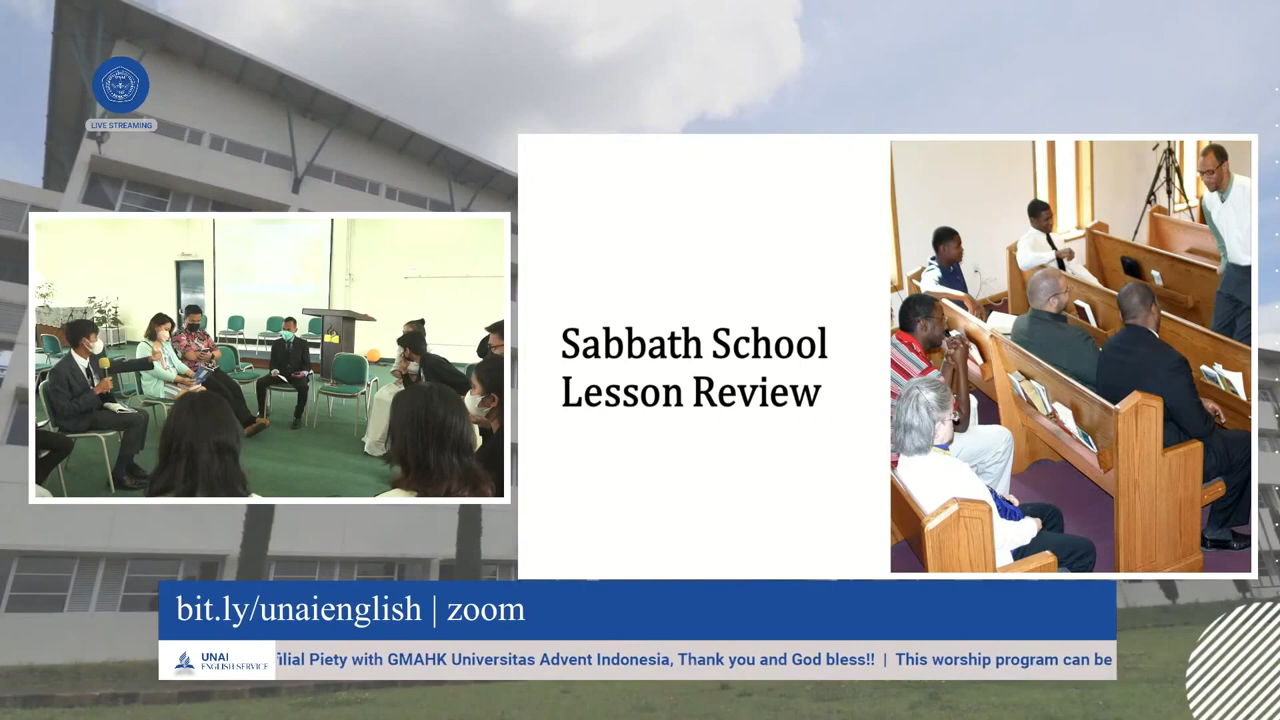 LIVE STREAMING
Sabbath School
Lesson Review
bit.ly/unaienglish | zoom
UNAI
ENGLISH SERVICE
Filial Piety with GMAHK Universitas Advent Indonesia, Thank you and God bless!! | This worship program can be